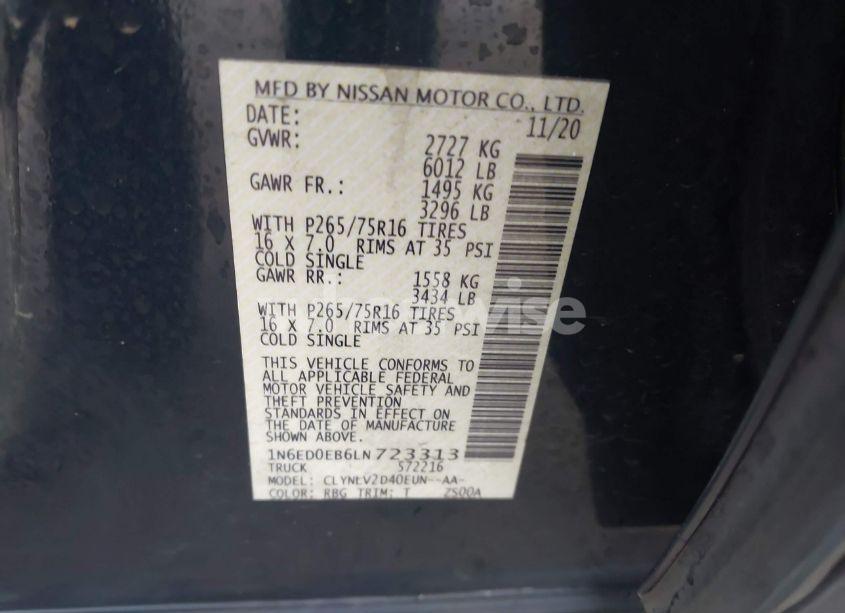 MFD BY NISSAN MOTOR CO., LTD.
DATE: 11/20
GVWR: 2727 KG
6012 LB
GAWR FR.: 1495 KG
3296 LB
WITH P265/75R16 TIRES
16 X 7.0 RIMS AT 35 PSI
COLD SINGLE
GAWR RR.: 1558 KG
3434 LB
WITH P265/75R16 TIRES
16 X 7.0 RIMS AT 35 PSI
COLD SINGLE
THIS VEHICLE CONFORMS TO
ALL APPLICABLE FEDERAL
MOTOR VEHICLE SAFETY AND
THEFT PREVENTION
STANDARDS IN EFFECT ON
THE DATE OF MANUFACTURE
SHOWN ABOVE.
1N6ED0EB6LN723313
TRUCK 572216
MODEL: CLYNLV2D40EUN--AA-
COLOR: RBG TRIM: T ZS00A